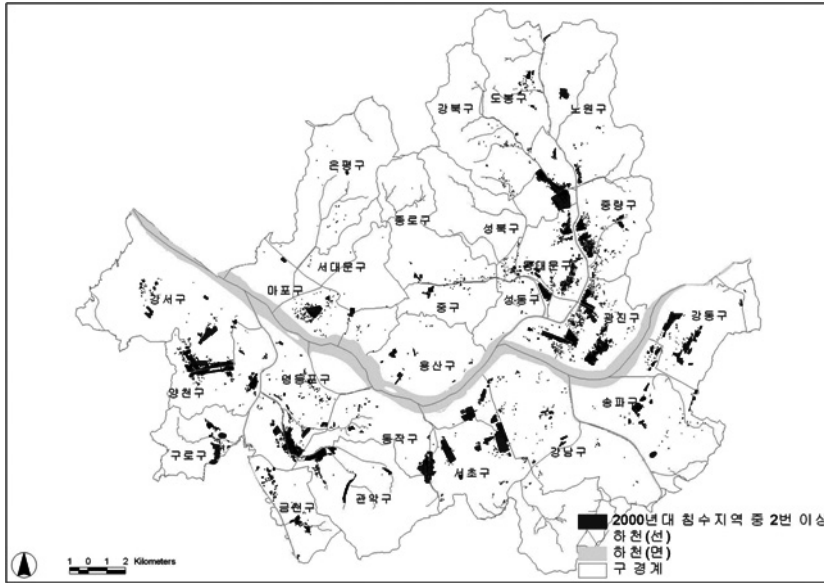 도봉구
강북구
노원구
은평구
중랑구
종로구
성북구
서대문구
동대문구
마포구
강서구
중구
성동구
광진구
강동구
용산구
영등포구
양천구
송파구
동작구
구로구
서초구
강남구
관악구
금천구
2000년대 침수지역 중 2번 이상
하천(선)
하천(면)
구 경계
1 0 1 2 Kilometers